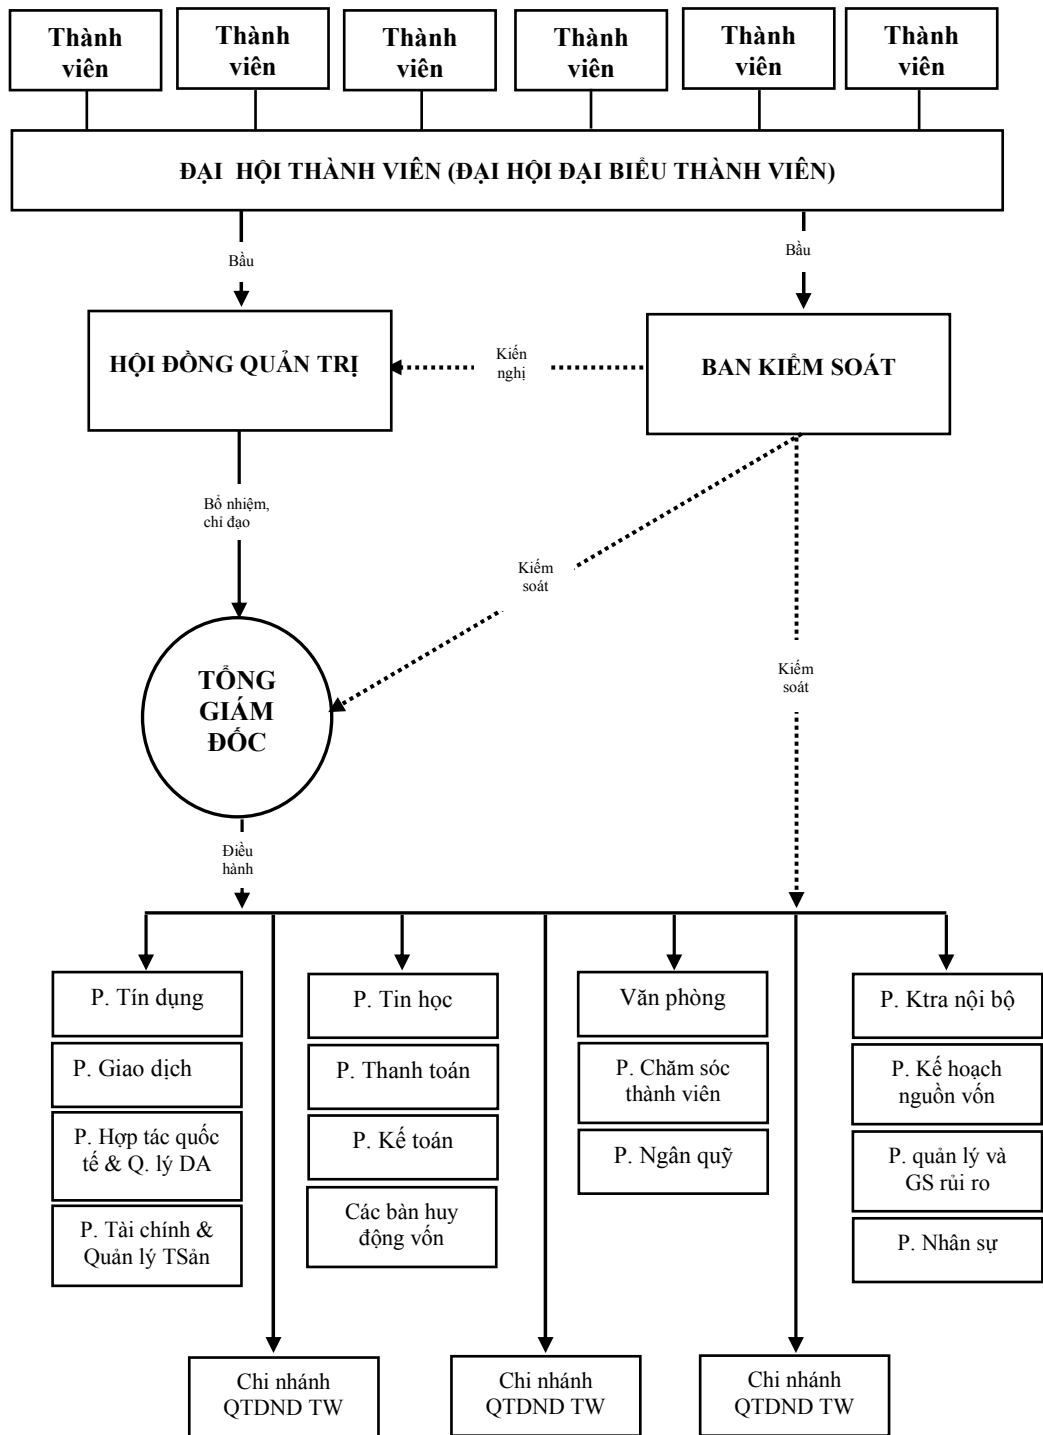 Thành
viên
Thành
viên
Thành
viên
Thành
viên
Thành
viên
Thành
viên
ĐẠI HỘI THÀNH VIÊN (ĐẠI HỘI ĐẠI BIỂU THÀNH VIÊN)
Bầu
Bầu
HỘI ĐỒNG QUẢN TRỊ
Kiến
nghị
BAN KIỂM SOÁT
Bổ nhiệm,
chỉ đạo
Kiểm
soát
Kiểm
soát
TỔNG
GIÁM
ĐỐC
Điều
hành
P. Tín dụng
P. Giao dịch
P. Hợp tác quốc
tế & Q. lý DA
P. Tài chính &
Quản lý TSản
P. Tin học
P. Thanh toán
P. Kế toán
Các bàn huy
động vốn
Văn phòng
P. Chăm sóc
thành viên
P. Ngân quỹ
P. Ktra nội bộ
P. Kế hoạch
nguồn vốn
P. quản lý và
GS rủi ro
P. Nhân sự
Chi nhánh
QTDND TW
Chi nhánh
QTDND TW
Chi nhánh
QTDND TW